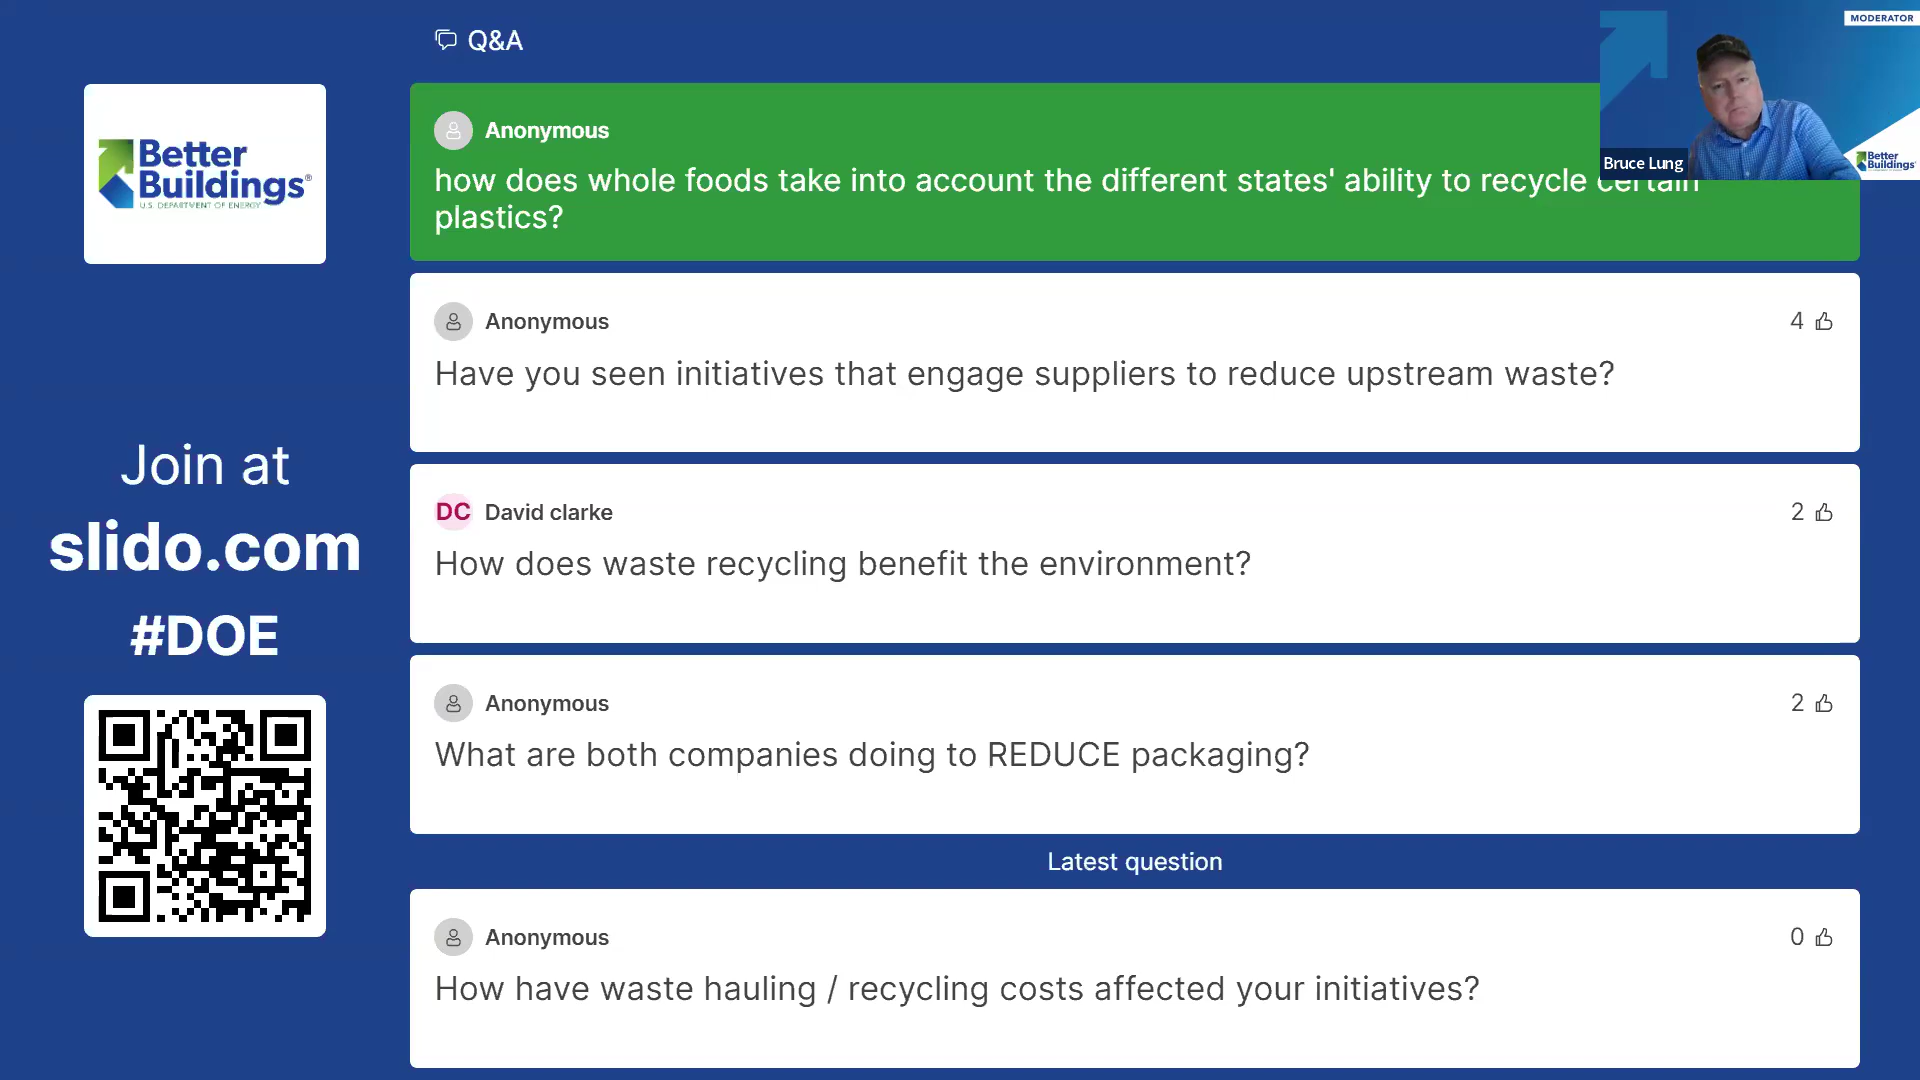 Q&A
MODERATOR
Better
Buildings®
U.S. DEPARTMENT OF ENERGY
Anonymous
how does whole foods take into account the different states' ability to recycle certain
plastics?
Bruce Lung
Better
Buildings
Anonymous
4
Have you seen initiatives that engage suppliers to reduce upstream waste?
DC David clarke
2
How does waste recycling benefit the environment?
Join at
slido.com
#DOE
Anonymous
2
What are both companies doing to REDUCE packaging?
Latest question
Anonymous
0
How have waste hauling / recycling costs affected your initiatives?